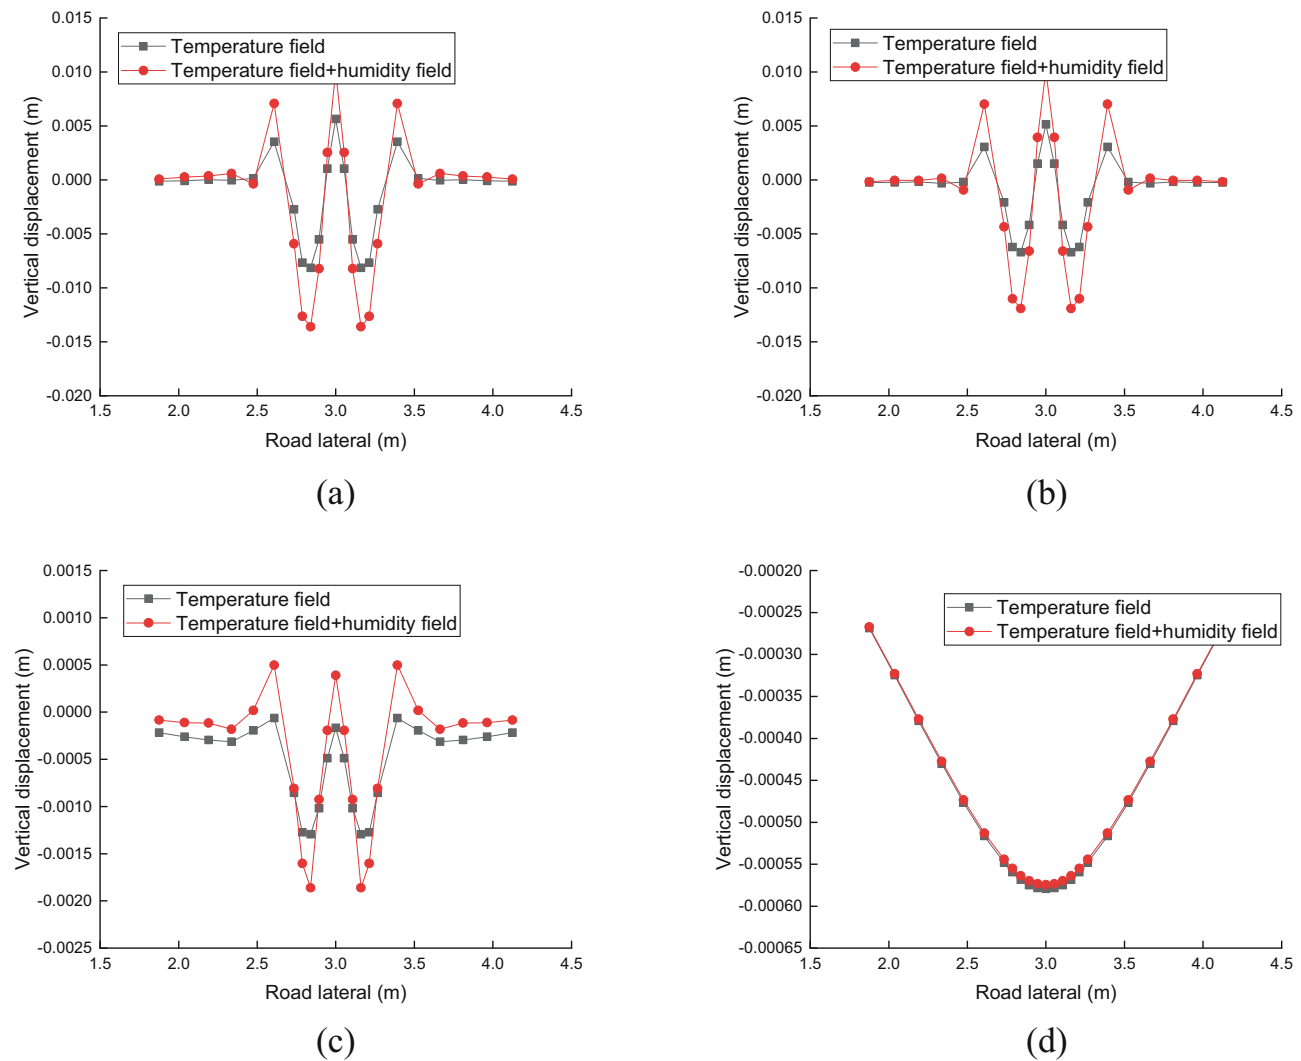 0.015
0.010
0.005
0.000
-0.005
-0.010
-0.015
-0.020
Vertical displacement (m)
Temperature field
Temperature field+humidity field
1.5 2.0 2.5 3.0 3.5 4.0 4.5
Road lateral (m)
(a)
0.015
0.010
0.005
0.000
-0.005
-0.010
-0.015
-0.020
Vertical displacement (m)
Temperature field
Temperature field+humidity field
1.5 2.0 2.5 3.0 3.5 4.0 4.5
Road lateral (m)
(b)
0.0015
0.0010
0.0005
0.0000
-0.0005
-0.0010
-0.0015
-0.0020
-0.0025
Vertical displacement (m)
Temperature field
Temperature field+humidity field
1.5 2.0 2.5 3.0 3.5 4.0 4.5
Road lateral (m)
(c)
-0.00020
-0.00025
-0.00030
-0.00035
-0.00040
-0.00045
-0.00050
-0.00055
-0.00060
-0.00065
Vertical displacement (m)
Temperature field
Temperature field+humidity field
1.5 2.0 2.5 3.0 3.5 4.0 4.5
Road lateral (m)
(d)